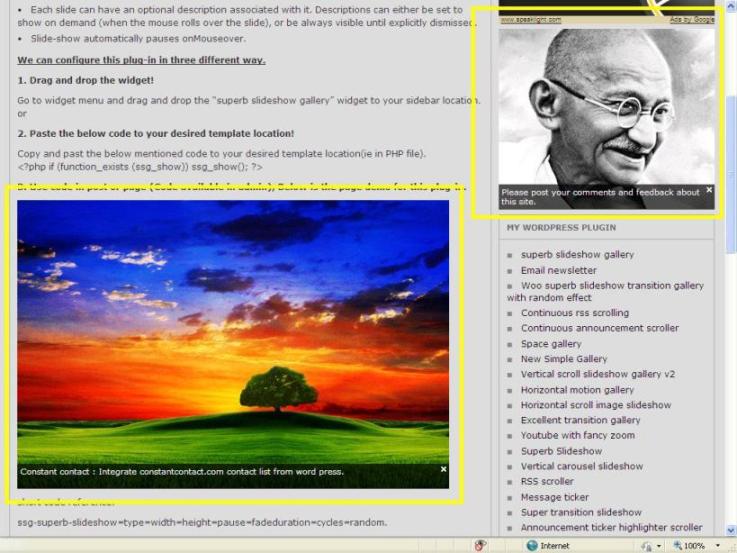 • Each slide can have an optional description associated with it. Descriptions can either be set to
show on demand (when the mouse rolls over the slide), or be always visible until explicitly dismissed.
• Slide-show automatically pauses onMouseover.
We can configure this plug-in in three different way.
1. Drag and drop the widget!
Go to widget menu and drag and drop the “superb slideshow gallery” widget to your sidebar location.
or
2. Paste the below code to your desired template location!
Copy and past the below mentioned code to your desired template location(ie in PHP file).
<?php if (function_exists (ssg_show)) ssg_show(); ?>
3. Use code in post or page (Code available in admin), Below is the page demo for this plug-in.
Constant contact : Integrate constantcontact.com contact list from word press.
short code reference.
ssg-superb-slideshow=type=width=height=pause=fadeduration=cycles=random.
www.speaklight.com Ads by Google
Please post your comments and feedback about
this site.
MY WORDPRESS PLUGIN
superb slideshow gallery
Email newsletter
Woo superb slideshow transition gallery
with random effect
Continuous rss scrolling
Continuous announcement scroller
Space gallery
New Simple Gallery
Vertical scroll slideshow gallery v2
Horizontal motion gallery
Horizontal scroll image slideshow
Excellent transition gallery
Youtube with fancy zoom
Superb Slideshow
Vertical carousel slideshow
RSS scroller
Message ticker
Super transition slideshow
Announcement ticker highlighter scroller
Internet
100%